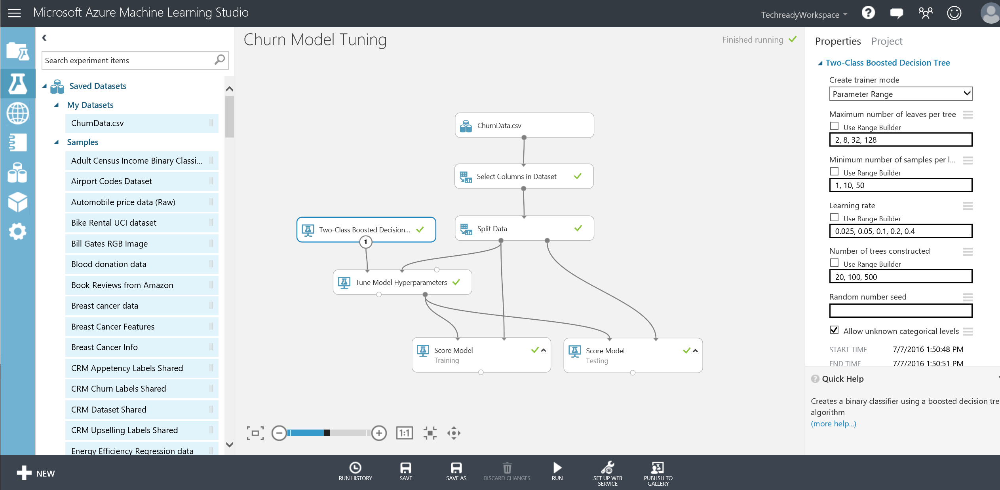 Microsoft Azure Machine Learning Studio
TechreadyWorkspace
?
Search experiment items
Saved Datasets
My Datasets
ChurnData.csv
Samples
Adult Census Income Binary Classi...
Airport Codes Dataset
Automobile price data (Raw)
Bike Rental UCI dataset
Bill Gates RGB Image
Blood donation data
Book Reviews from Amazon
Breast cancer data
Breast Cancer Features
Breast Cancer Info
CRM Appetency Labels Shared
CRM Churn Labels Shared
CRM Dataset Shared
CRM Upselling Labels Shared
Energy Efficiency Regression data
Churn Model Tuning
Finished running
ChurnData.csv
Select Columns in Dataset
Two-Class Boosted Decision...
1
Split Data
Tune Model Hyperparameters
Score Model
Training
Score Model
Testing
1:1
Properties
Project
Two-Class Boosted Decision Tree
Create trainer mode
Parameter Range
Maximum number of leaves per tree
Use Range Builder
2, 8, 32, 128
Minimum number of samples per l...
Use Range Builder
1, 10, 50
Learning rate
Use Range Builder
0.025, 0.05, 0.1, 0.2, 0.4
Number of trees constructed
Use Range Builder
20, 100, 500
Random number seed
Allow unknown categorical levels
START TIME 7/7/2016 1:50:48 PM
END TIME 7/7/2016 1:50:51 PM
? Quick Help
Creates a binary classifier using a boosted decision tre
algorithm
(more help...)
NEW
RUN HISTORY
SAVE
SAVE AS
DISCARD CHANGES
RUN
SET UP WEB
SERVICE
PUBLISH TO
GALLERY